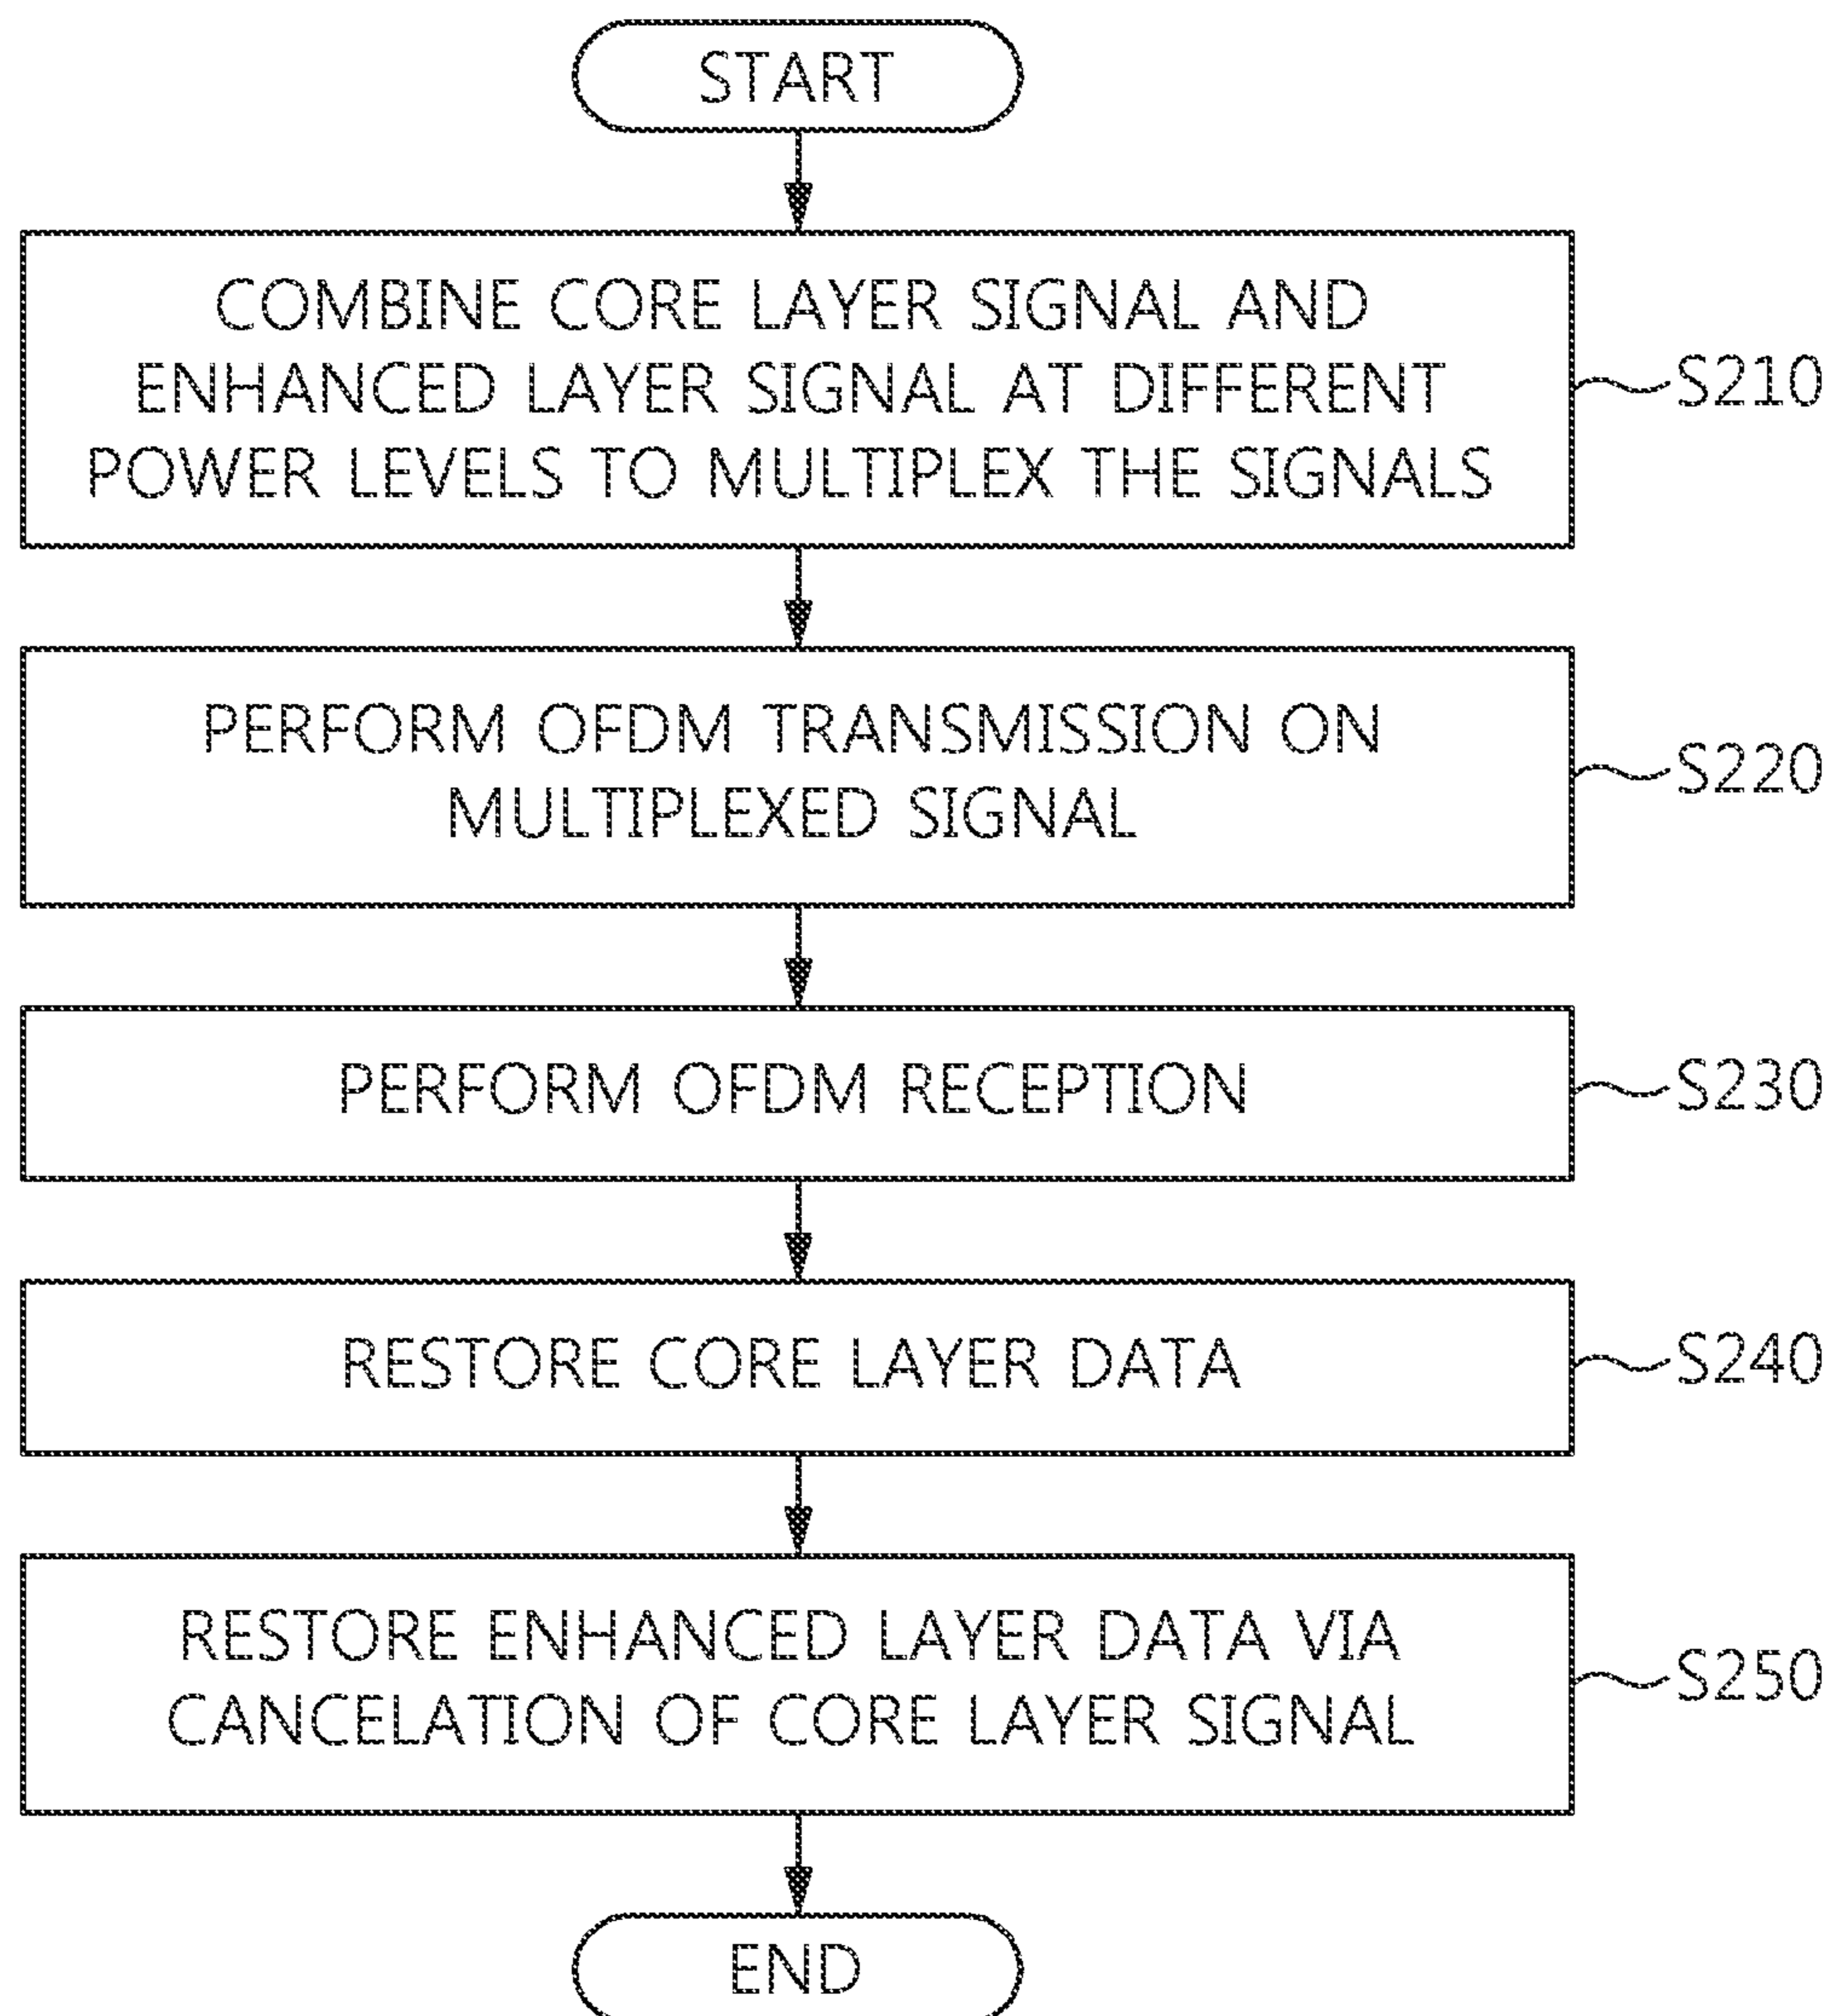 START
COMBINE CORE LAYER SIGNAL AND
ENHANCED LAYER SIGNAL AT DIFFERENT
POWER LEVELS TO MULTIPLEX THE SIGNALS
S210
PERFORM OFDM TRANSMISSION ON
MULTIPLEXED SIGNAL
S220
PERFORM OFDM RECEPTION
S230
RESTORE CORE LAYER DATA
S240
RESTORE ENHANCED LAYER DATA VIA
CANCELATION OF CORE LAYER SIGNAL
S250
END